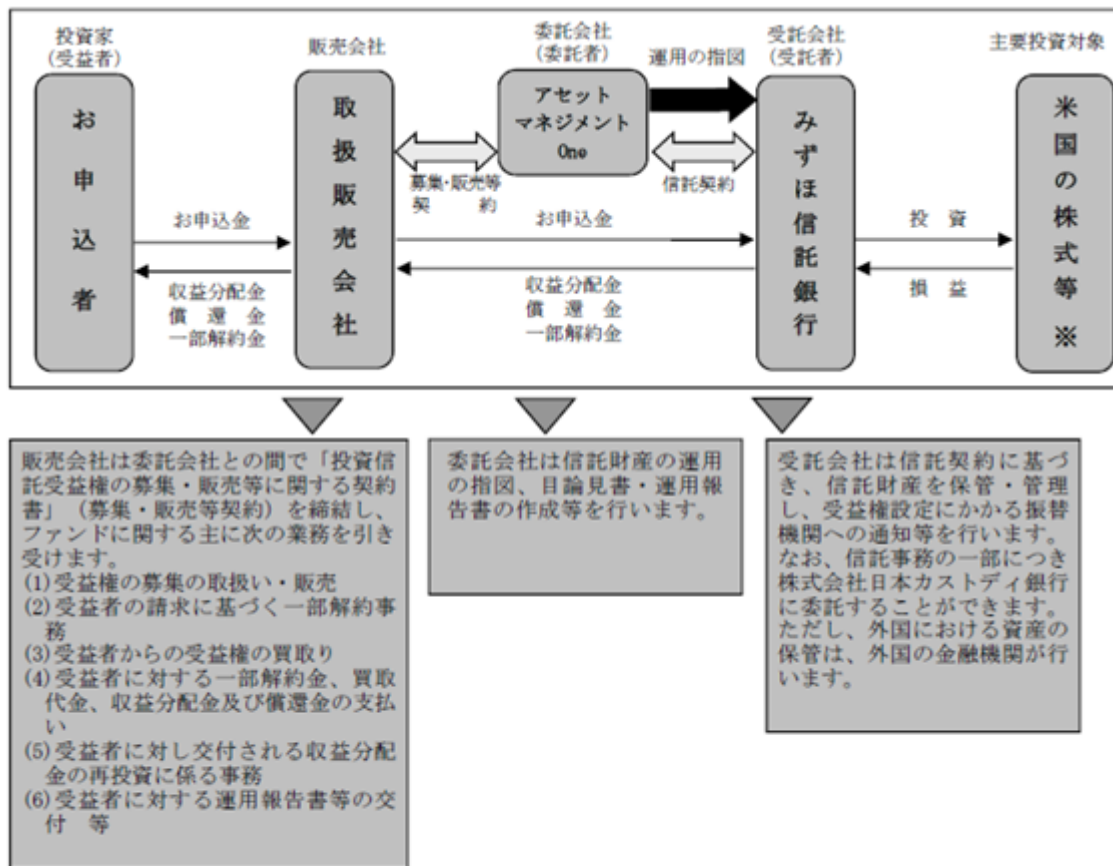 投資家
(受益者)
お申込者
販売会社
取扱販売会社
委託会社
(委託者)
アセット
マネジメント
One
運用の指図
受託会社
(受託者)
みずほ信託銀行
主要投資対象
米国の株式等※
募集・販売等
契　約
信託契約
お申込金
収益分配金
償　還　金
一部解約金
お申込金
収益分配金
償　還　金
一部解約金
投　資
損　益
販売会社は委託会社との間で「投資信
託受益権の募集・販売等に関する契約
書」（募集・販売等契約）を締結し、
ファンドに関する主に次の業務を引き
受けます。
(1)受益権の募集の取扱い・販売
(2)受益者の請求に基づく一部解約事
務
(3)受益者からの受益権の買取り
(4)受益者に対する一部解約金、買取
代金、収益分配金及び償還金の支払
い
(5)受益者に対し交付される収益分配
金の再投資に係る事務
(6)受益者に対する運用報告書等の交
付　等
委託会社は信託財産の運用
の指図、目論見書・運用報
告書の作成等を行います。
受託会社は信託契約に基づ
き、信託財産を保管・管理
し、受益権設定にかかる振替
機関への通知等を行います。
なお、信託事務の一部につき
株式会社日本カストディ銀行
に委託することができます。
ただし、外国における資産の
保管は、外国の金融機関が行
います。